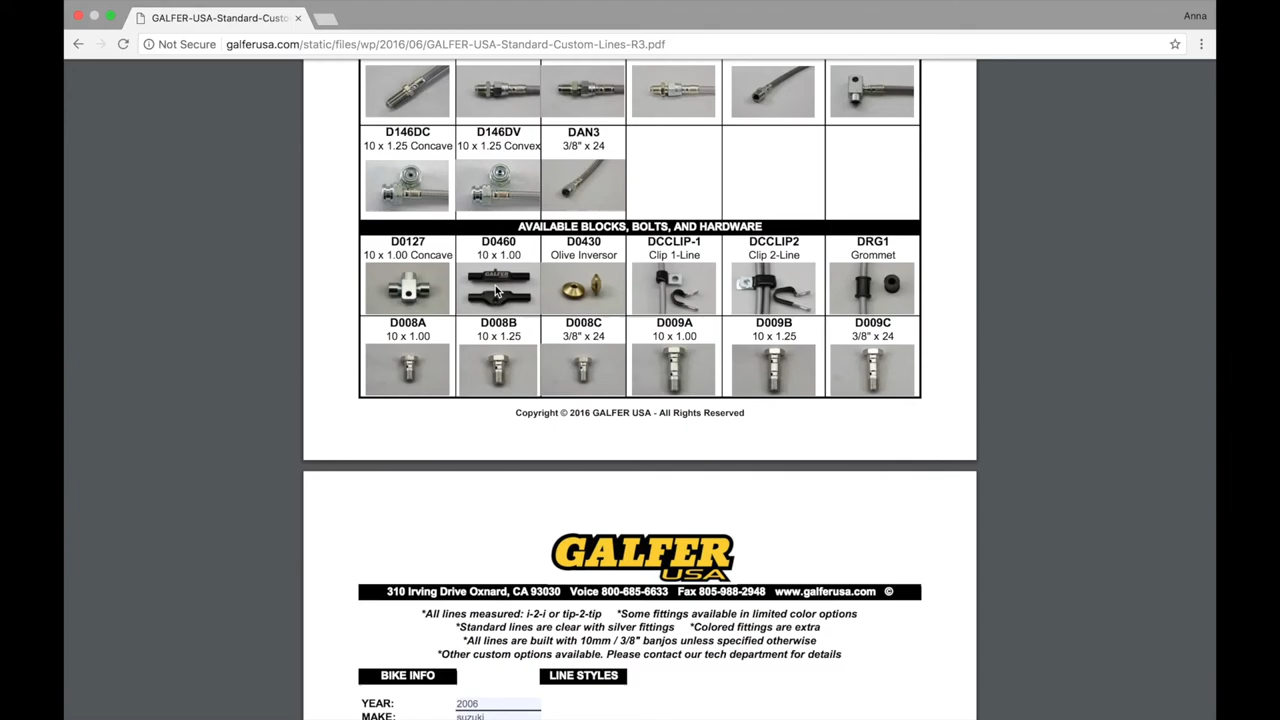 GALFER-USA-Standard-Custo
Anna
Not Secure galferusa.com/static/files/wp/2016/06/GALFER-USA-Standard-Custom-Lines-R3.pdf
D146DC D146DV DAN3
10 x 1.25 Concave 10 x 1.25 Convex 3/8" x 24
AVAILABLE BLOCKS, BOLTS, AND HARDWARE
D0127 D0460 D0430 DCCLIP-1 DCCLIP2 DRG1
10 x 1.00 Concave 10 x 1.00 Olive Inversor Clip 1-Line Clip 2-Line Grommet
GALFER
D008A D008B D008C D009A D009B D009C
10 x 1.00 10 x 1.25 3/8" x 24 10 x 1.00 10 x 1.25 3/8" x 24
Copyright © 2016 GALFER USA - All Rights Reserved
GALFER
USA
310 Irving Drive Oxnard, CA 93030 Voice 800-685-6633 Fax 805-988-2948 www.galferusa.com ©
*All lines measured: i-2-i or tip-2-tip *Some fittings available in limited color options
*Standard lines are clear with silver fittings *Colored fittings are extra
*All lines are built with 10mm / 3/8" banjos unless specified otherwise
*Other custom options available. Please contact our tech department for details
BIKE INFO LINE STYLES
YEAR: 2006
MAKE: suzuki